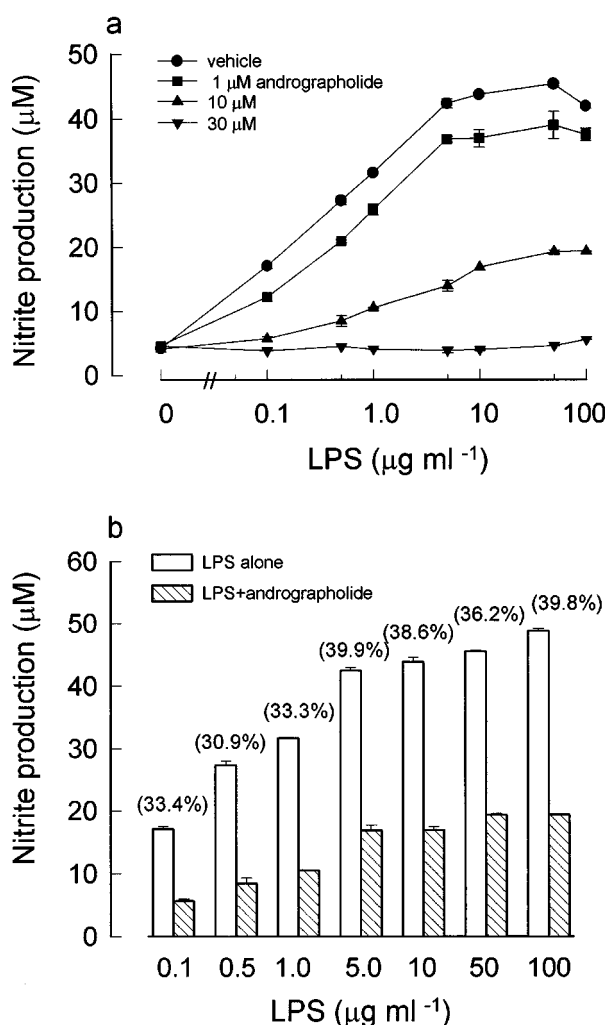 a
vehicle
1 μM andrographolide
10 μM
30 μM
Nitrite production (μM)
50
40
30
20
10
0
0 // 0.1 1.0 10 100
LPS (μg ml -1)
b
LPS alone
LPS+andrographolide
Nitrite production (μM)
60
50
40
30
20
10
0
(33.4%)
(30.9%)
(33.3%)
(39.9%)
(38.6%)
(36.2%)
(39.8%)
0.1 0.5 1.0 5.0 10 50 100
LPS (μg ml -1)